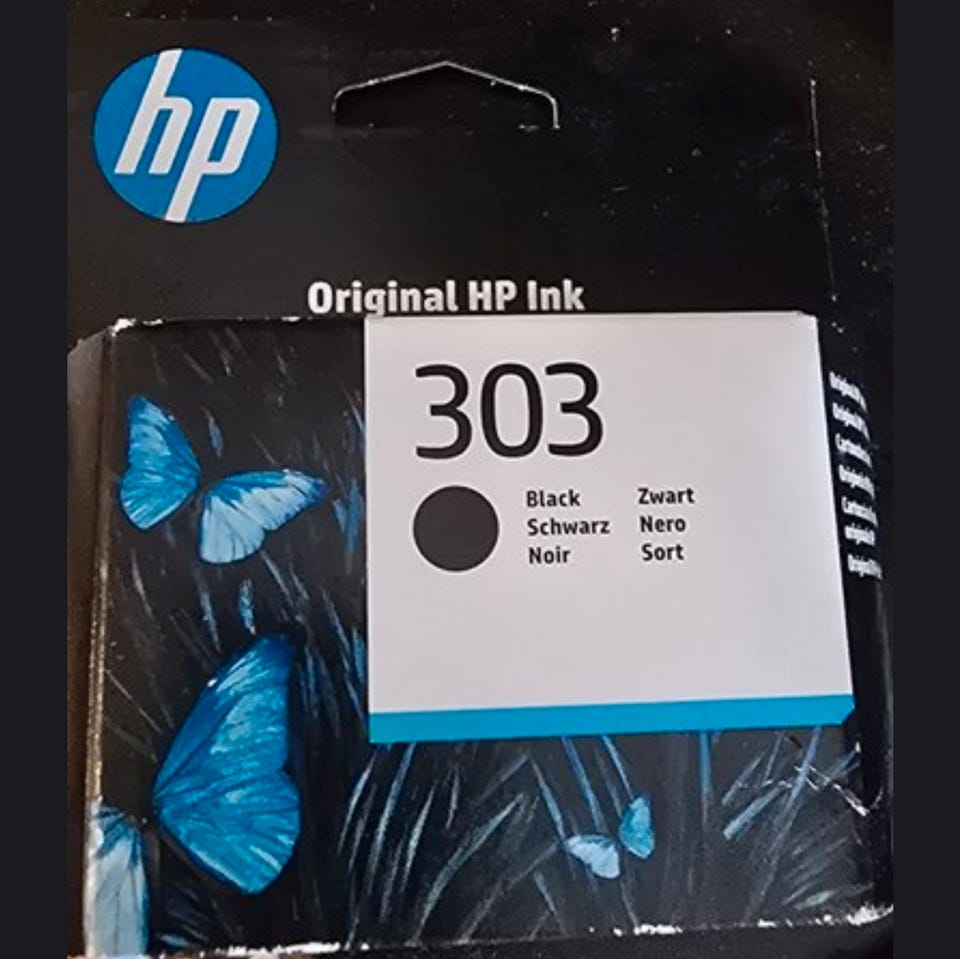 hp
Original HP Ink
303
Black Zwart
Schwarz Nero
Noir Sort